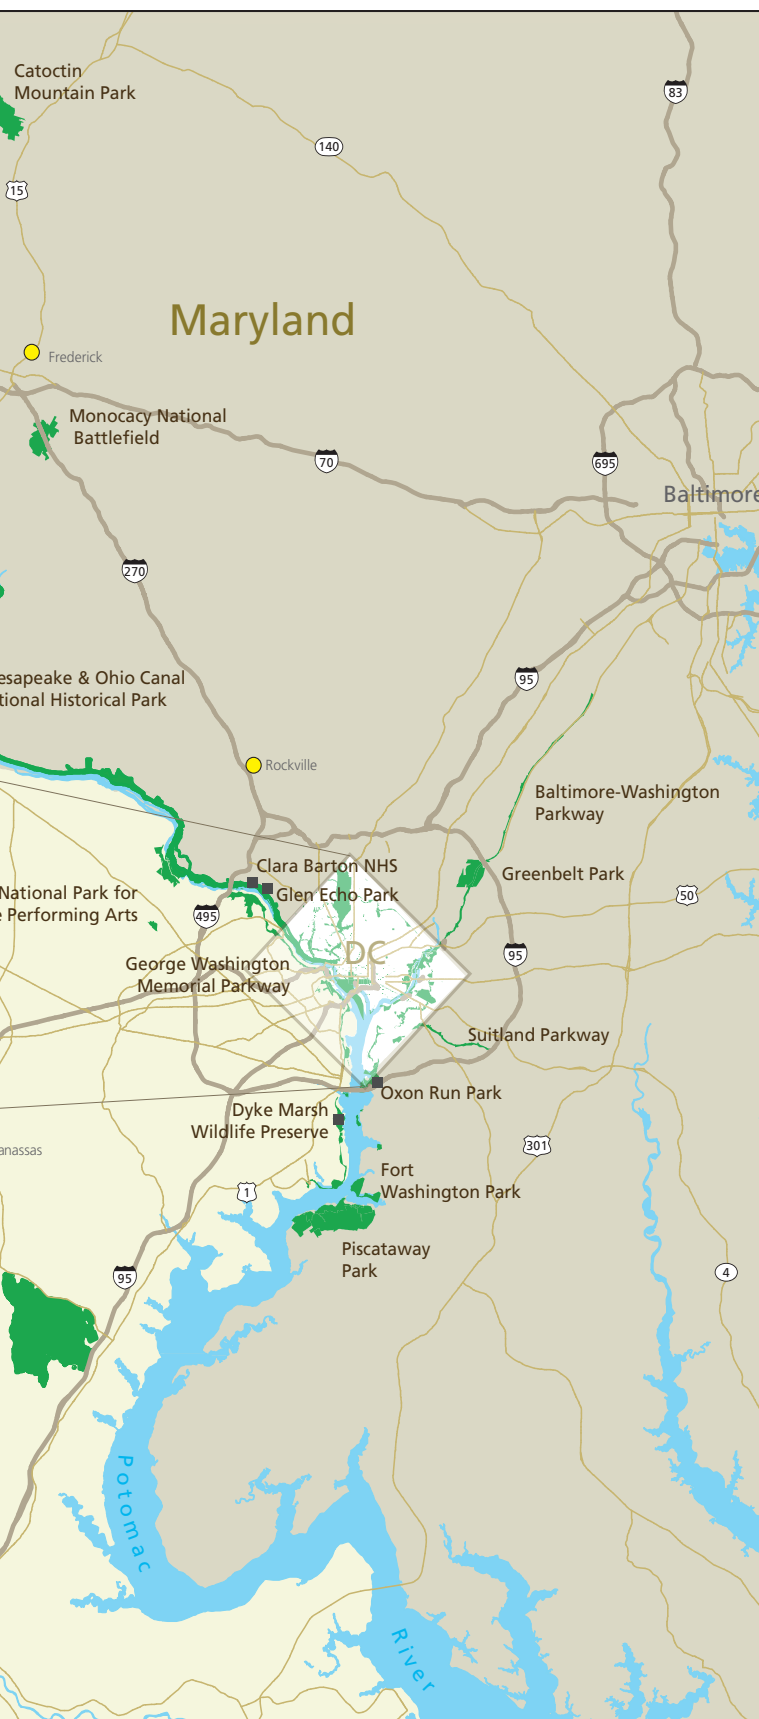 Catoctin
Mountain Park
83
140
15
Maryland
Frederick
Monocacy National
Battlefield
70
695
Baltimore
270
esapeake & Ohio Canal
tional Historical Park
95
Rockville
Baltimore-Washington
Parkway
Clara Barton NHS
Glen Echo Park
Greenbelt Park
National Park for
e Performing Arts
50
495
DC
95
George Washington
Memorial Parkway
Suitland Parkway
Oxon Run Park
Dyke Marsh
Wildlife Preserve
anassas
301
Fort
Washington Park
1
Piscataway
Park
95
4
Potomac
River